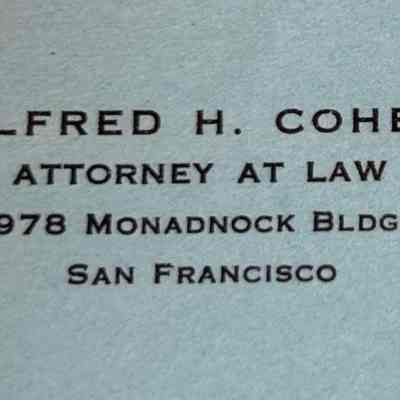 LFRED H. COHE
ATTORNEY AT LAW
978 MONADNOCK BLDG.
SAN FRANCISCO